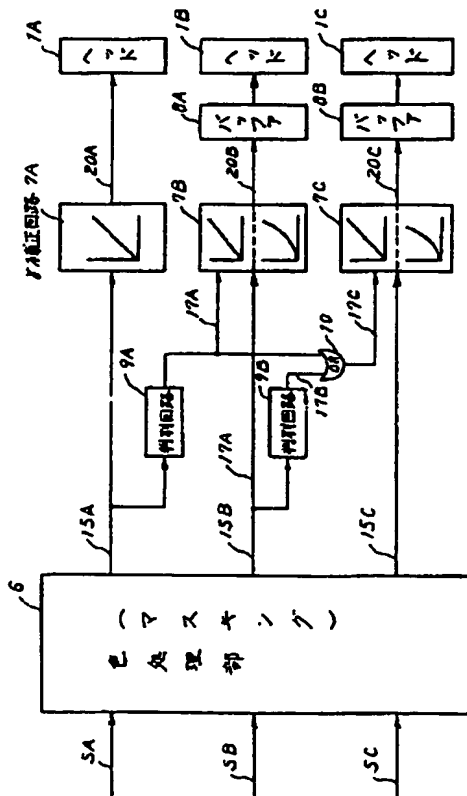 6
5A
5B
5C
(マスキング)
色処理部
15A
15B
15C
9A
判別回路
9B
判別回路
17A
17A
17B
17C
OR
10
γ補正回路 7A
7B
7C
20A
20B
20C
8A
バッファ
8B
バッファ
1A
ヘッド
1B
ヘッド
1C
ヘッド